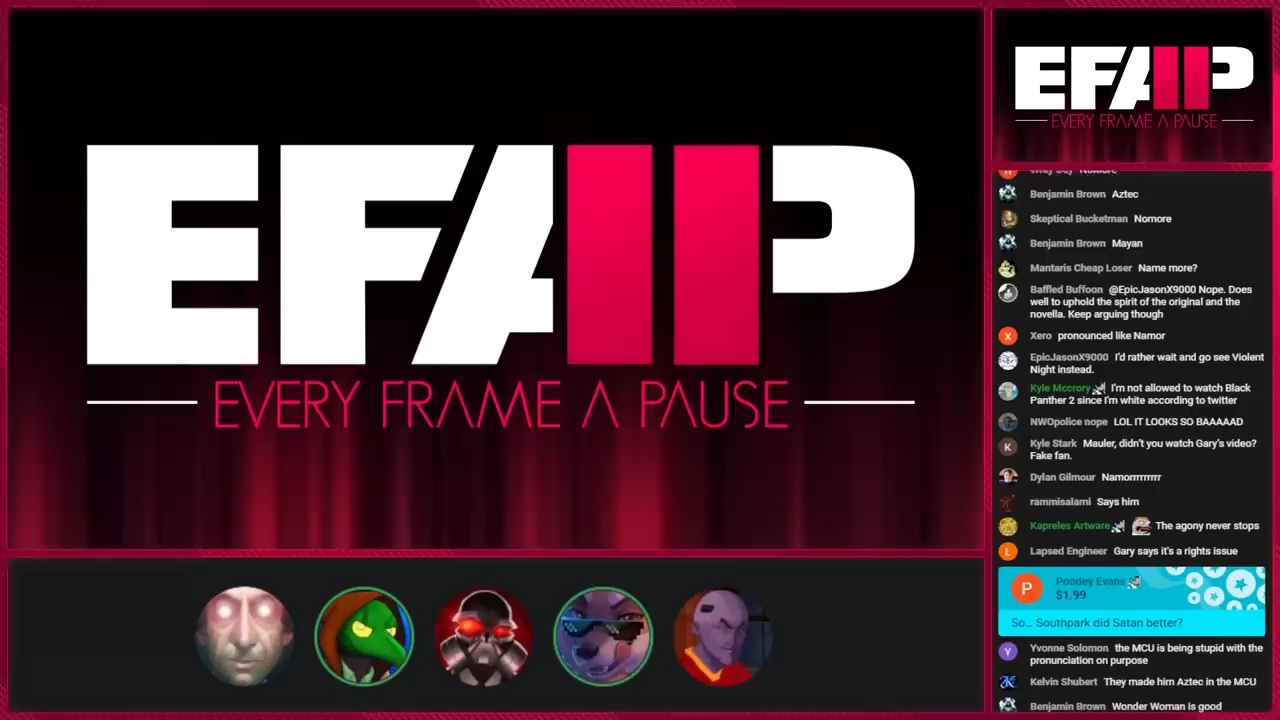 EFAP
EVERY FRAME A PAUSE
EFAP
EVERY FRAME A PAUSE
Benjamin Brown Aztec
Skeptical Bucketman Nomore
Benjamin Brown Mayan
Mantaris Cheap Loser Name more?
Baffled Buffoon @EpicJasonX9000 Nope. Does
well to uphold the spirit of the original and the
novella. Keep arguing though
X
Xero pronounced like Namor
EpicJasonX9000 I'd rather wait and go see Violent
Night instead.
Kyle Mccrory I'm not allowed to watch Black
Panther 2 since I'm white according to twitter
NWOpolice nope LOL IT LOOKS SO BAAAAAD
K
Kyle Stark Mauler, didn't you watch Gary's video?
Fake fan.
Dylan Gilmour Namorrrrrrrrr
rammisalami Says him
Kapreles Artware The agony never stops
L
Lapsed Engineer Gary says it's a rights issue
P
Poodey Evans
$1.99
So... Southpark did Satan better?
Y
Yvonne Solomon the MCU is being stupid with the
pronunciation on purpose
Kelvin Shubert They made him Aztec in the MCU
Benjamin Brown Wonder Woman is good